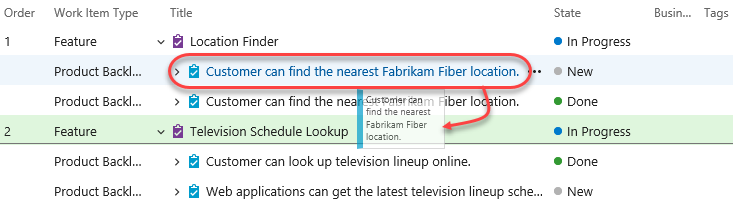 Order Work Item Type Title State Busin... Tags
1 Feature Location Finder In Progress
Product Backl... Customer can find the nearest Fabrikam Fiber location. ... New
Product Backl... Customer can find the nearest Fabrikam Fiber location. Done
Customer can
find the nearest
Fabrikam Fiber
location.
2 Feature Television Schedule Lookup In Progress
Product Backl... Customer can look up television lineup online. Done
Product Backl... Web applications can get the latest television lineup sche... New